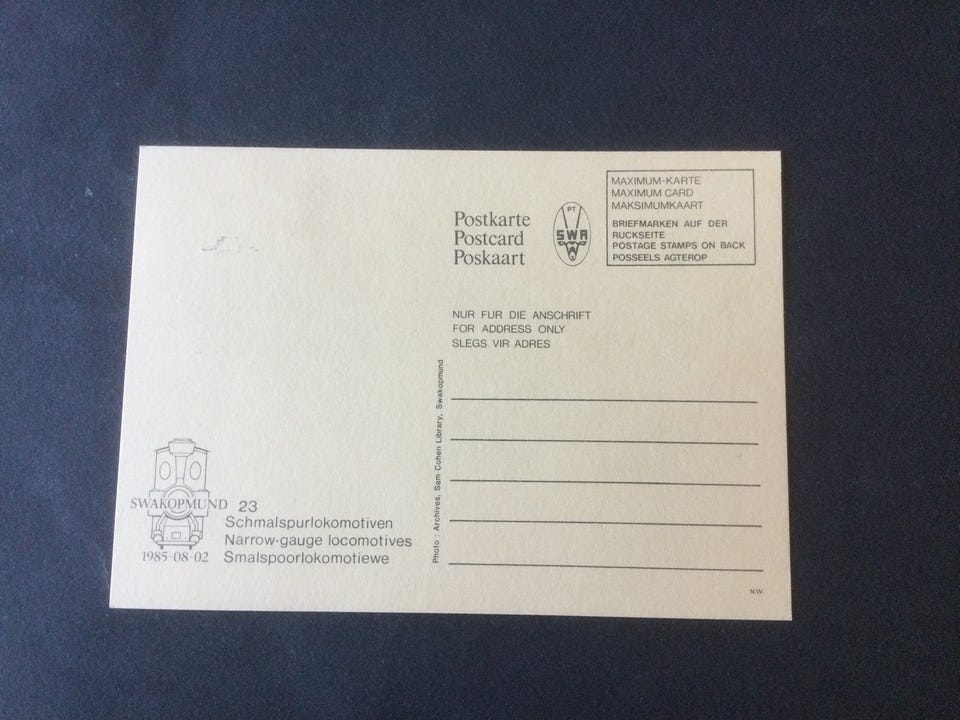 Postkarte
Postcard
Poskaart
PT
SWA
MAXIMUM-KARTE
MAXIMUM CARD
MAKSIMUMKAART
BRIEFMARKEN AUF DER
RUCKSEITE
POSTAGE STAMPS ON BACK
POSSEELS AGTEROP
NUR FUR DIE ANSCHRIFT
FOR ADDRESS ONLY
SLEGS VIR ADRES
Photo : Archives, Sam Cohen Library, Swakopmund
SWAKOPMUND
1985-08-02
23
Schmalspurlokomotiven
Narrow-gauge locomotives
Smalspoorlokomotiewe
N.W.